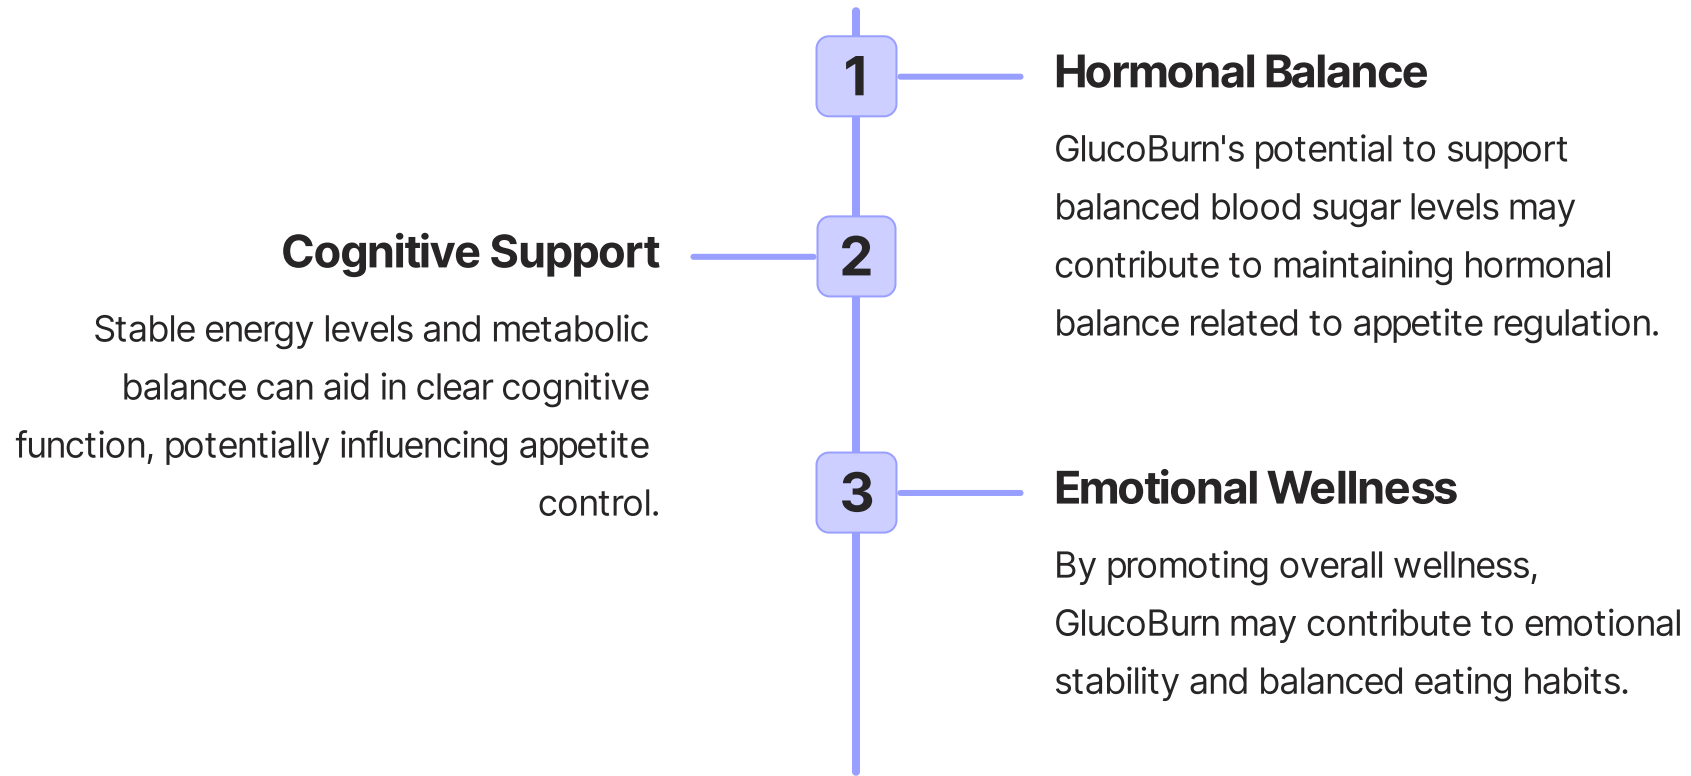 1
Hormonal Balance
GlucoBurn's potential to support
balanced blood sugar levels may
contribute to maintaining hormonal
balance related to appetite regulation.
2
Cognitive Support
Stable energy levels and metabolic
balance can aid in clear cognitive
function, potentially influencing appetite
control.
3
Emotional Wellness
By promoting overall wellness,
GlucoBurn may contribute to emotional
stability and balanced eating habits.